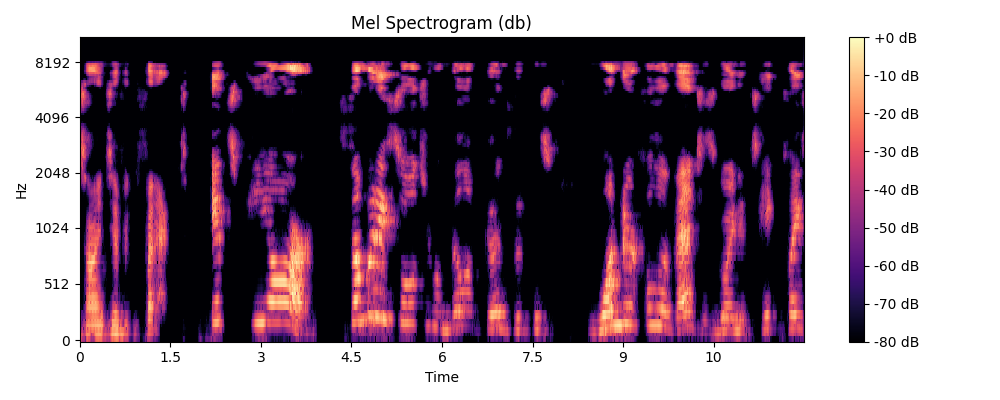 Mel Spectrogram (db)
8192
4096
2048
1024
512
0
Hz
0 1.5 3 4.5 6 7.5 9 10
Time
+0 dB
-10 dB
-20 dB
-30 dB
-40 dB
-50 dB
-60 dB
-70 dB
-80 dB